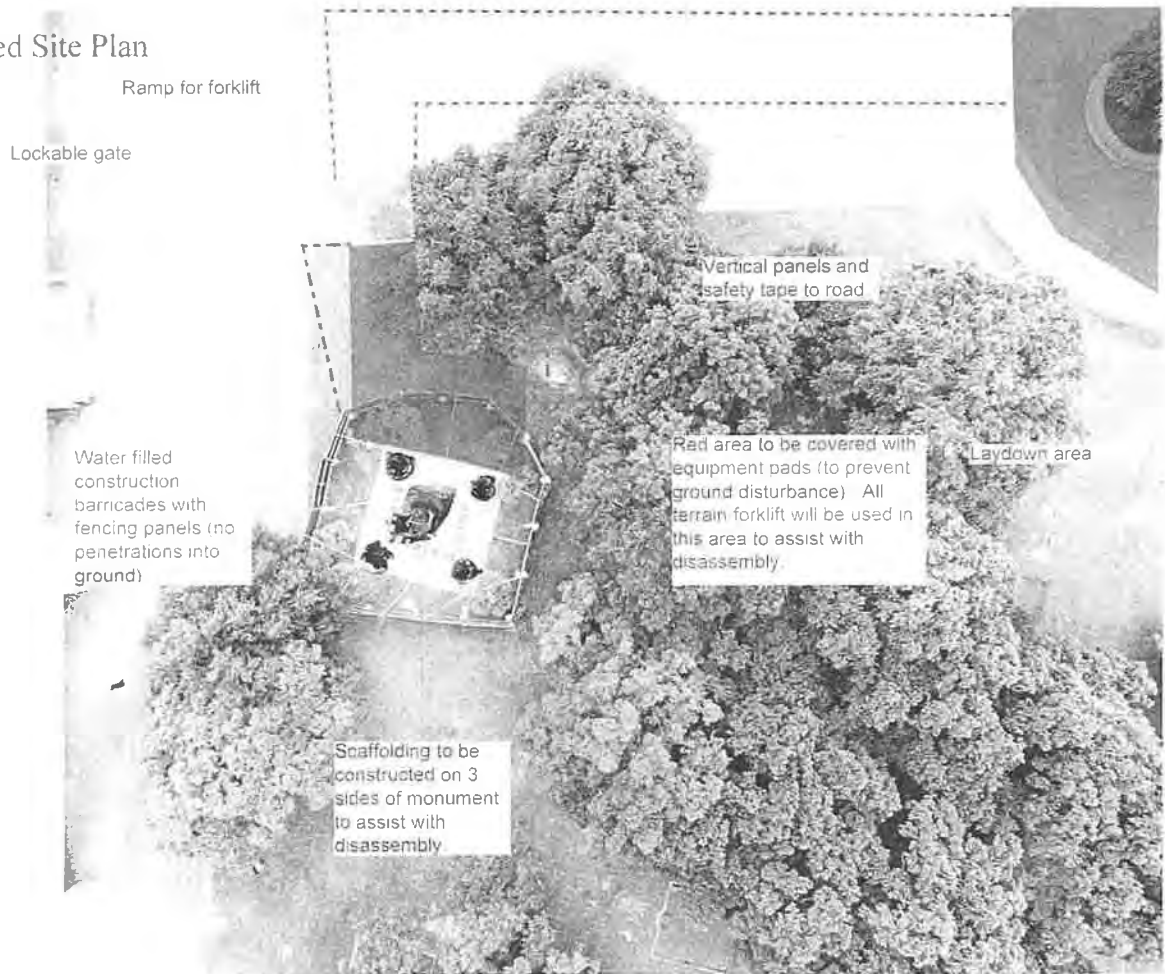 ed Site Plan
Ramp for forklift
Lockable gate
Vertical panels and
safety tape to road
Red area to be covered with
equipment pads (to prevent
ground disturbance) All
terrain forklift will be used in
this area to assist with
disassembly.
Laydown area
Water filled
construction
barricades with
fencing panels (no
penetrations into
ground)
Scaffolding to be
constructed on 3
sides of monument
to assist with
disassembly.